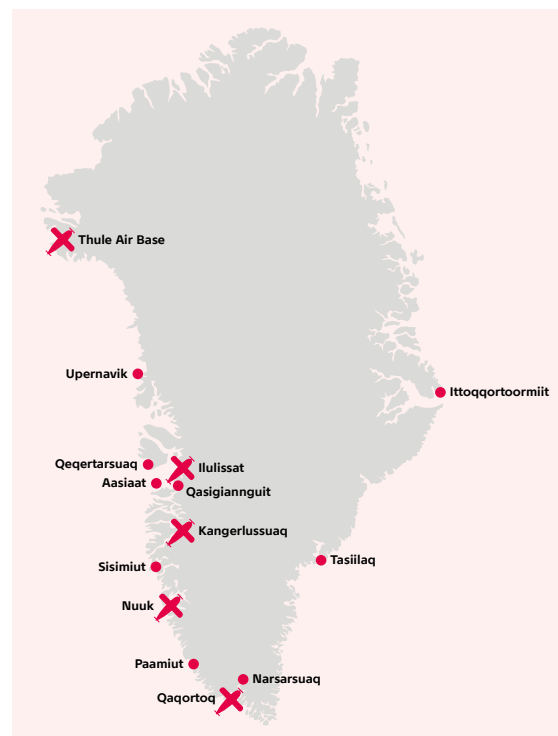 Thule Air Base
Upernavik
Ittoqqortoormiit
Qeqertarsuaq
Ilulissat
Aasiaat
Qasigiannguit
Kangerlussuaq
Tasiilaq
Sisimiut
Nuuk
Paamiut
Narsarsuaq
Qaqortoq